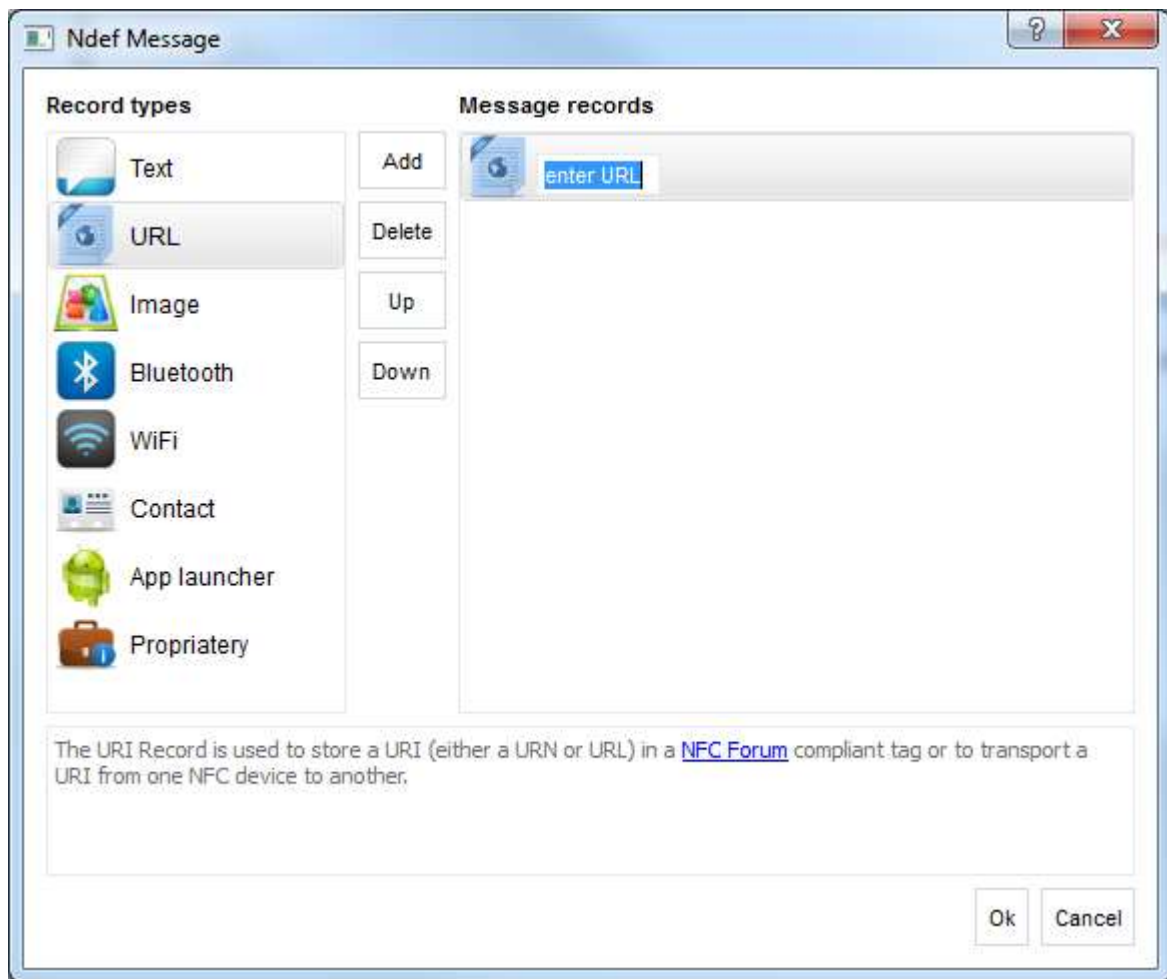 Ndef Message
Record types
Message records
Text
URL
Image
Bluetooth
WiFi
Contact
App launcher
Propriatery
Add
Delete
Up
Down
enter URL
The URI Record is used to store a URI (either a URN or URL) in a NFC Forum compliant tag or to transport a
URI from one NFC device to another.
Ok
Cancel